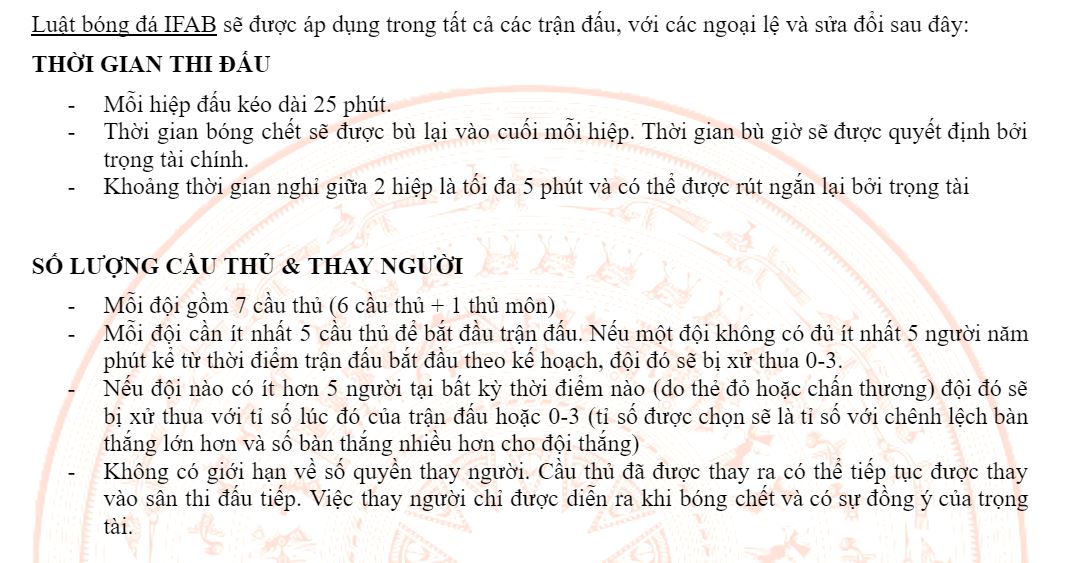 Luật bóng đá IFAB sẽ được áp dụng trong tất cả các trận đấu, với các ngoại lệ và sửa đổi sau đây:
THỜI GIAN THI ĐẤU
- Mỗi hiệp đấu kéo dài 25 phút.
- Thời gian bóng chết sẽ được bù lại vào cuối mỗi hiệp. Thời gian bù giờ sẽ được quyết định bởi
trọng tài chính.
- Khoảng thời gian nghỉ giữa 2 hiệp là tối đa 5 phút và có thể được rút ngắn lại bởi trọng tài
SỐ LƯỢNG CẦU THỦ & THAY NGƯỜI
- Mỗi đội gồm 7 cầu thủ (6 cầu thủ + 1 thủ môn)
- Mỗi đội cần ít nhất 5 cầu thủ để bắt đầu trận đấu. Nếu một đội không có đủ ít nhất 5 người năm
phút kể từ thời điểm trận đấu bắt đầu theo kế hoạch, đội đó sẽ bị xử thua 0-3.
- Nếu đội nào có ít hơn 5 người tại bất kỳ thời điểm nào (do thẻ đỏ hoặc chấn thương) đội đó sẽ
bị xử thua với tỉ số lúc đó của trận đấu hoặc 0-3 (tỉ số được chọn sẽ là tỉ số với chênh lệch bàn
thắng lớn hơn và số bàn thắng nhiều hơn cho đội thắng)
- Không có giới hạn về số quyền thay người. Cầu thủ đã được thay ra có thể tiếp tục được thay
vào sân thi đấu tiếp. Việc thay người chỉ được diễn ra khi bóng chết và có sự đồng ý của trọng
tài.